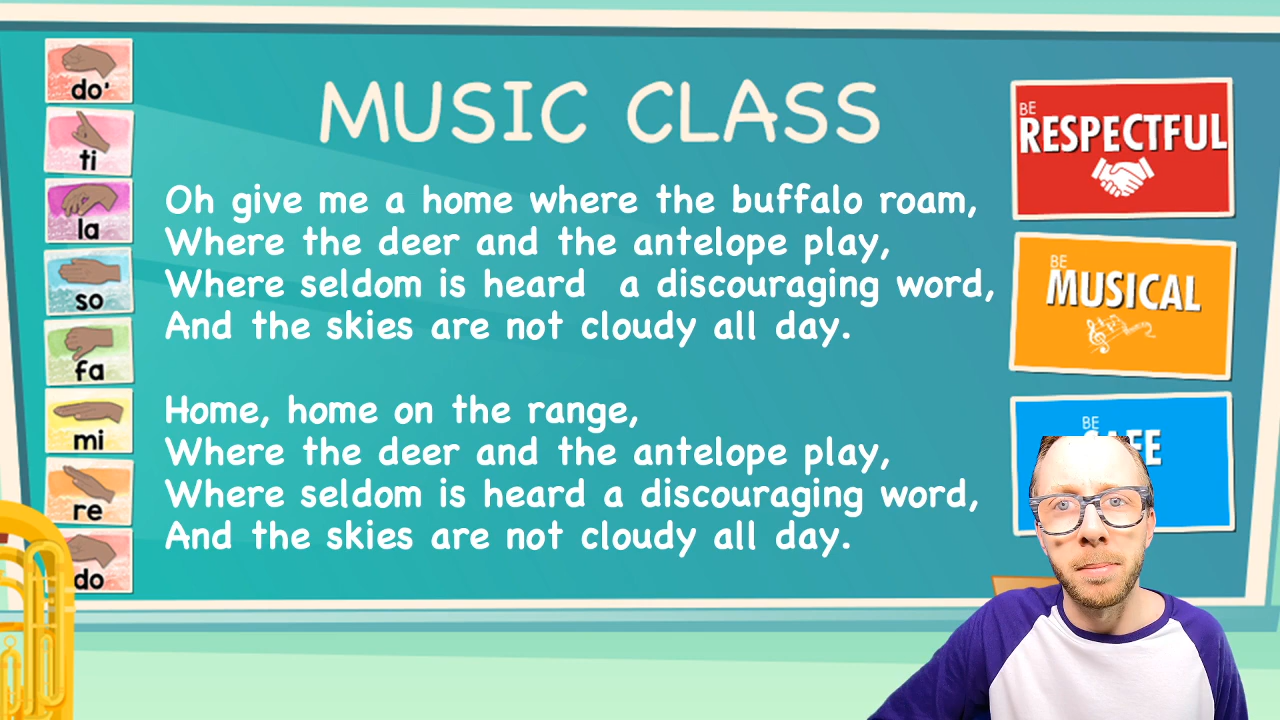 MUSIC CLASS
do'
ti
la
so
fa
mi
re
do
Oh give me a home where the buffalo roam,
Where the deer and the antelope play,
Where seldom is heard  a discouraging word,
And the skies are not cloudy all day.
Home, home on the range,
Where the deer and the antelope play,
Where seldom is heard a discouraging word,
And the skies are not cloudy all day.
BE
RESPECTFUL
BE
MUSICAL
BE